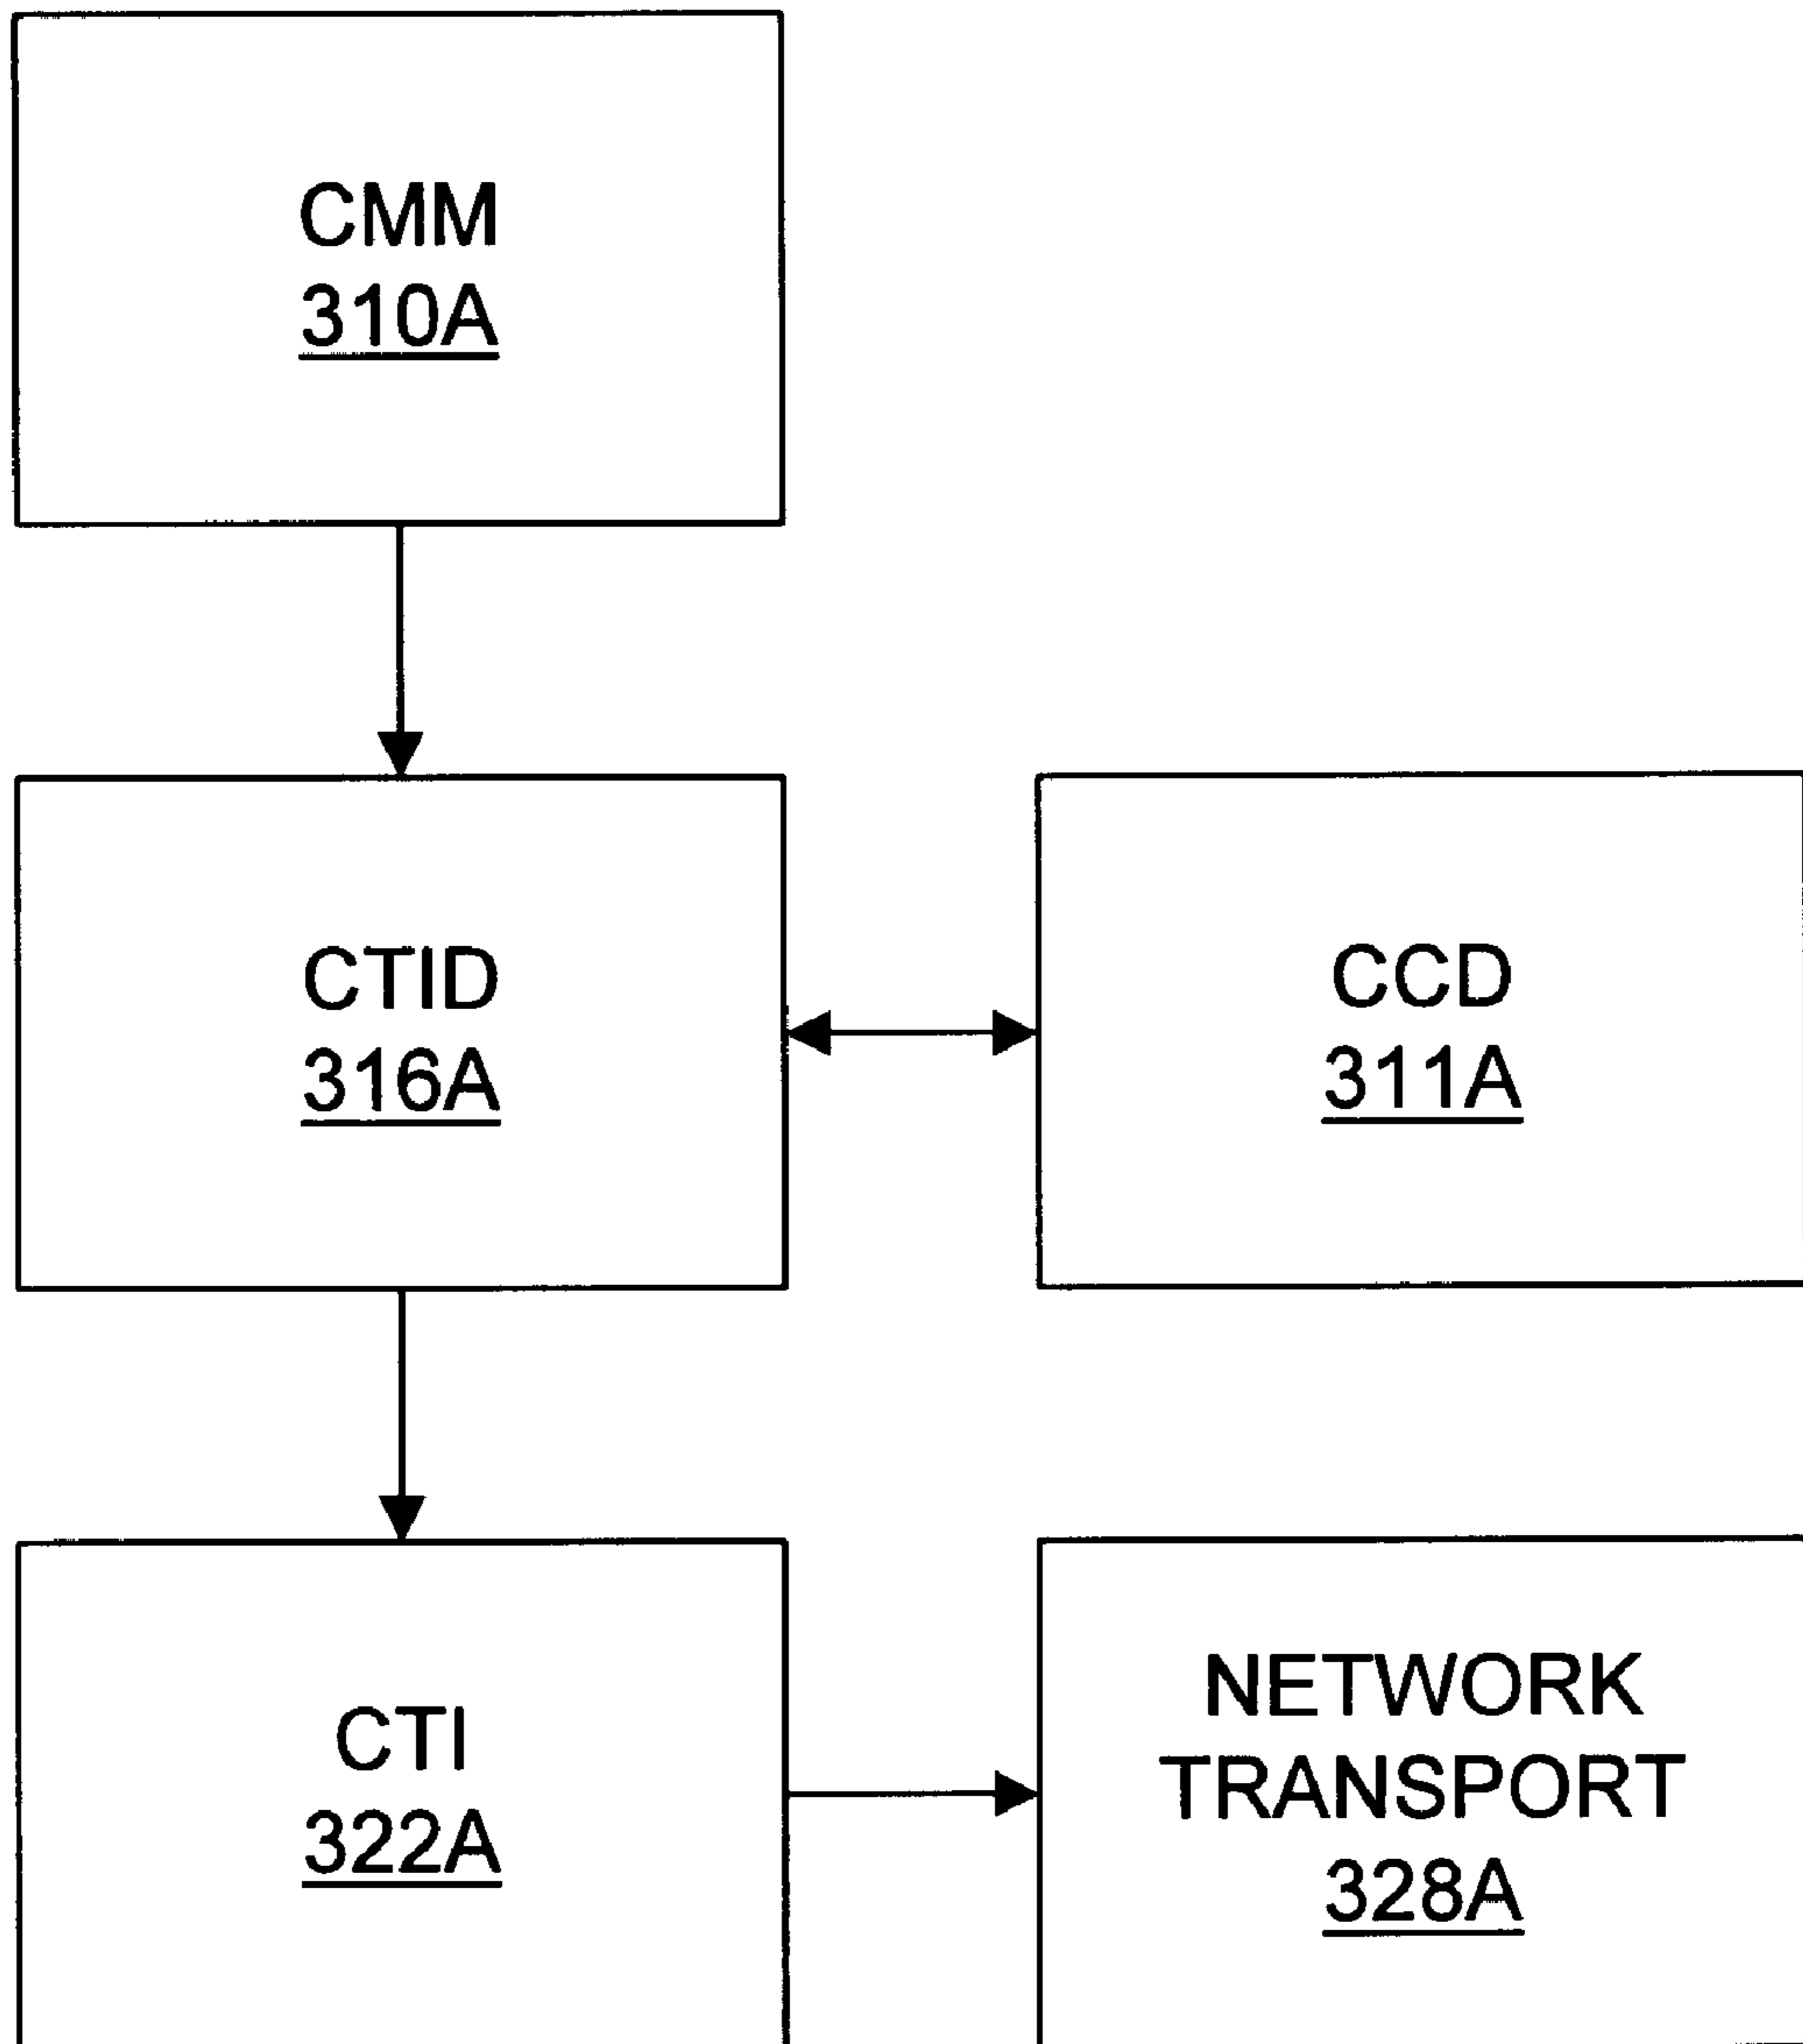 CMM
310A
CTID
316A
CCD
311A
CTI
322A
NETWORK
TRANSPORT
328A